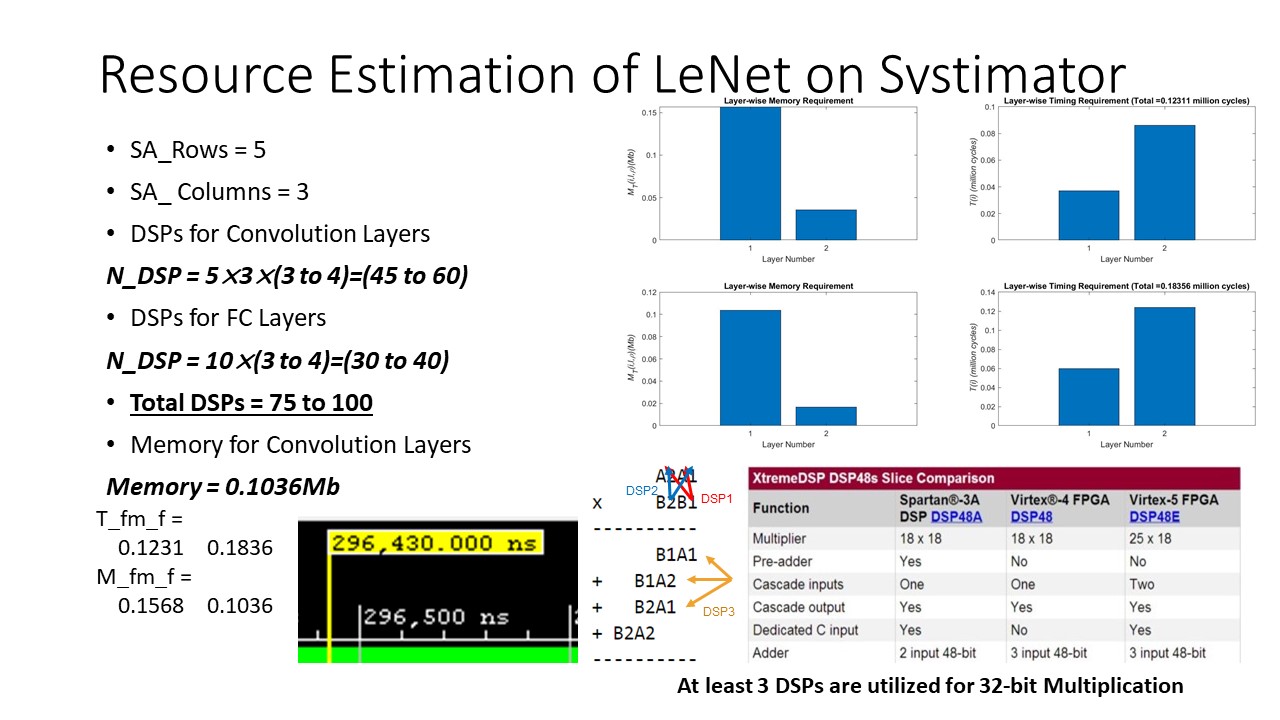 Resource Estimation of LeNet on Systimator
• SA_Rows = 5
• SA_ Columns = 3
• DSPs for Convolution Layers
N_DSP = 5×3×(3 to 4)=(45 to 60)
• DSPs for FC Layers
N_DSP = 10×(3 to 4)=(30 to 40)
• Total DSPs = 75 to 100
• Memory for Convolution Layers
Memory = 0.1036Mb
T_fm_f =
0.1231 0.1836
M_fm_f =
0.1568 0.1036
296,430.000 ns
296,500 ns
Layer-wise Memory Requirement
M_T(i,l,ρ)(Mb)
0.15
0.1
0.05
0
1 2
Layer Number
Layer-wise Timing Requirement (Total =0.12311 million cycles)
T(i) (million cycles)
0.1
0.08
0.06
0.04
0.02
0
1 2
Layer Number
Layer-wise Memory Requirement
M_T(i,l,ρ)(Mb)
0.12
0.1
0.08
0.06
0.04
0.02
0
1 2
Layer Number
Layer-wise Timing Requirement (Total =0.18356 million cycles)
T(i) (million cycles)
0.14
0.12
0.1
0.08
0.06
0.04
0.02
0
1 2
Layer Number
A2A1
DSP2 DSP1
x B2B1
----------
B1A1
+ B1A2
+ B2A1
DSP3
+ B2A2
----------
XtremeDSP DSP48s Slice Comparison
Function Spartan®-3A DSP DSP48A Virtex®-4 FPGA DSP48 Virtex-5 FPGA DSP48E
Multiplier 18 x 18 18 x 18 25 x 18
Pre-adder Yes No No
Cascade inputs One One Two
Cascade output Yes Yes Yes
Dedicated C input Yes No Yes
Adder 2 input 48-bit 3 input 48-bit 3 input 48-bit
At least 3 DSPs are utilized for 32-bit Multiplication